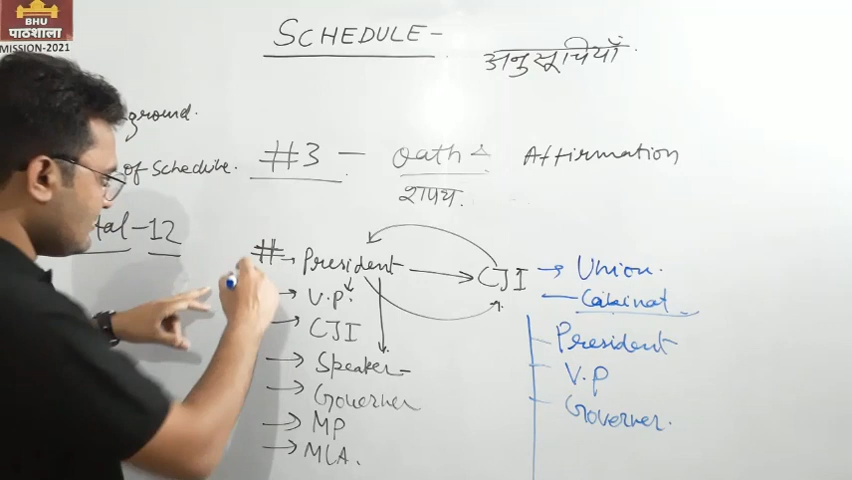 BHU
पाठशाला
MISSION-2021
SCHEDULE-
अनुसूचियाँ
ground.
of Schedule.
#3 - Oath & Affirmation
शपथ
tal-12
# → President → CJI → Union.
→ V.P.
→ CJI
→ Speaker-
→ Governer
→ MP
→ MLA.
- Cabainat
President
V.P
Governer.